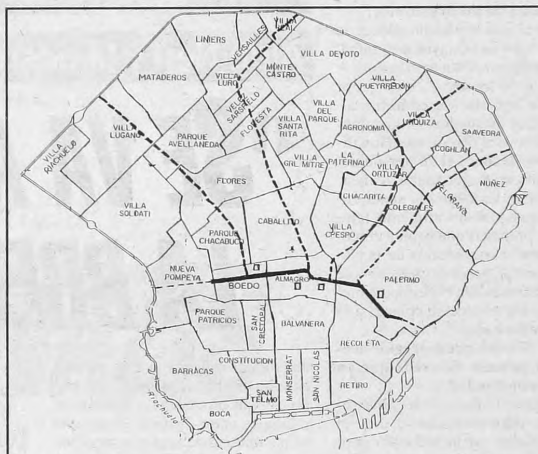 VILLA
REAL
LINIERS
VERSAILLES
VILLA DEVOTO
MATADEROS
VILLA
LURO
MONTE
CASTRO
VILLA
PUEYRREDON
VELEZ
SARSFIELD
FLORESTA
VILLA
DEL
PARQUE
VILLA
URQUIZA
SAAVEDRA
VILLA
LUGANO
VILLA
RIACHUELO
PARQUE
AVELLANEDA
VILLA
SANTA
RITA
AGRONOMIA
COGHLAN
VILLA
GRL. MITRE
LA
PATERNAL
VILLA
ORTUZAR
NUÑEZ
FLORES
CHACARITA
COLEGIALES
BELGRANO
VILLA
SOLDATI
CABALLITO
VILLA
CRESPO
PARQUE
CHACABUCO
NUEVA
POMPEYA
BOEDO
ALMAGRO
PALERMO
PARQUE
PATRICIOS
SAN
CRISTOBAL
BALVANERA
RECOLETA
CONSTITUCION
BARRACAS
MONSERRAT
SAN NICOLAS
RETIRO
SAN
TELMO
Riachuelo
BOCA